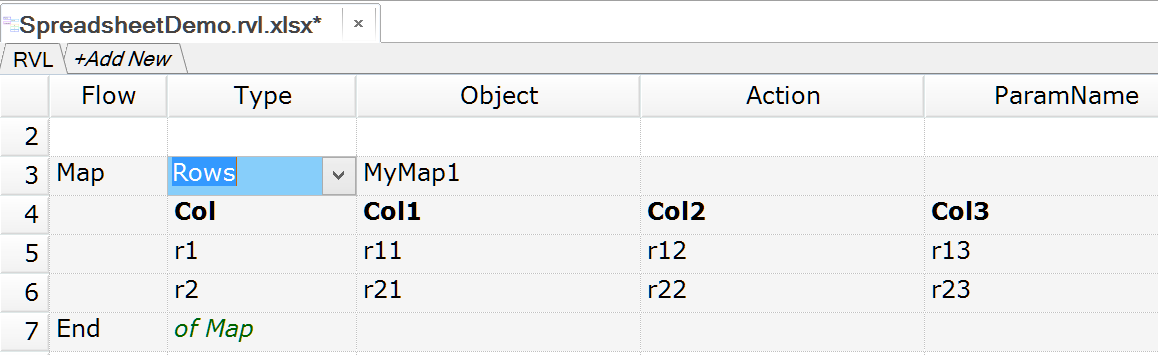 SpreadsheetDemo.rvl.xlsx* ×
RVL +Add New
Flow Type Object Action ParamName
2
3 Map Rows MyMap1
4 Col Col1 Col2 Col3
5 r1 r11 r12 r13
6 r2 r21 r22 r23
7 End of Map